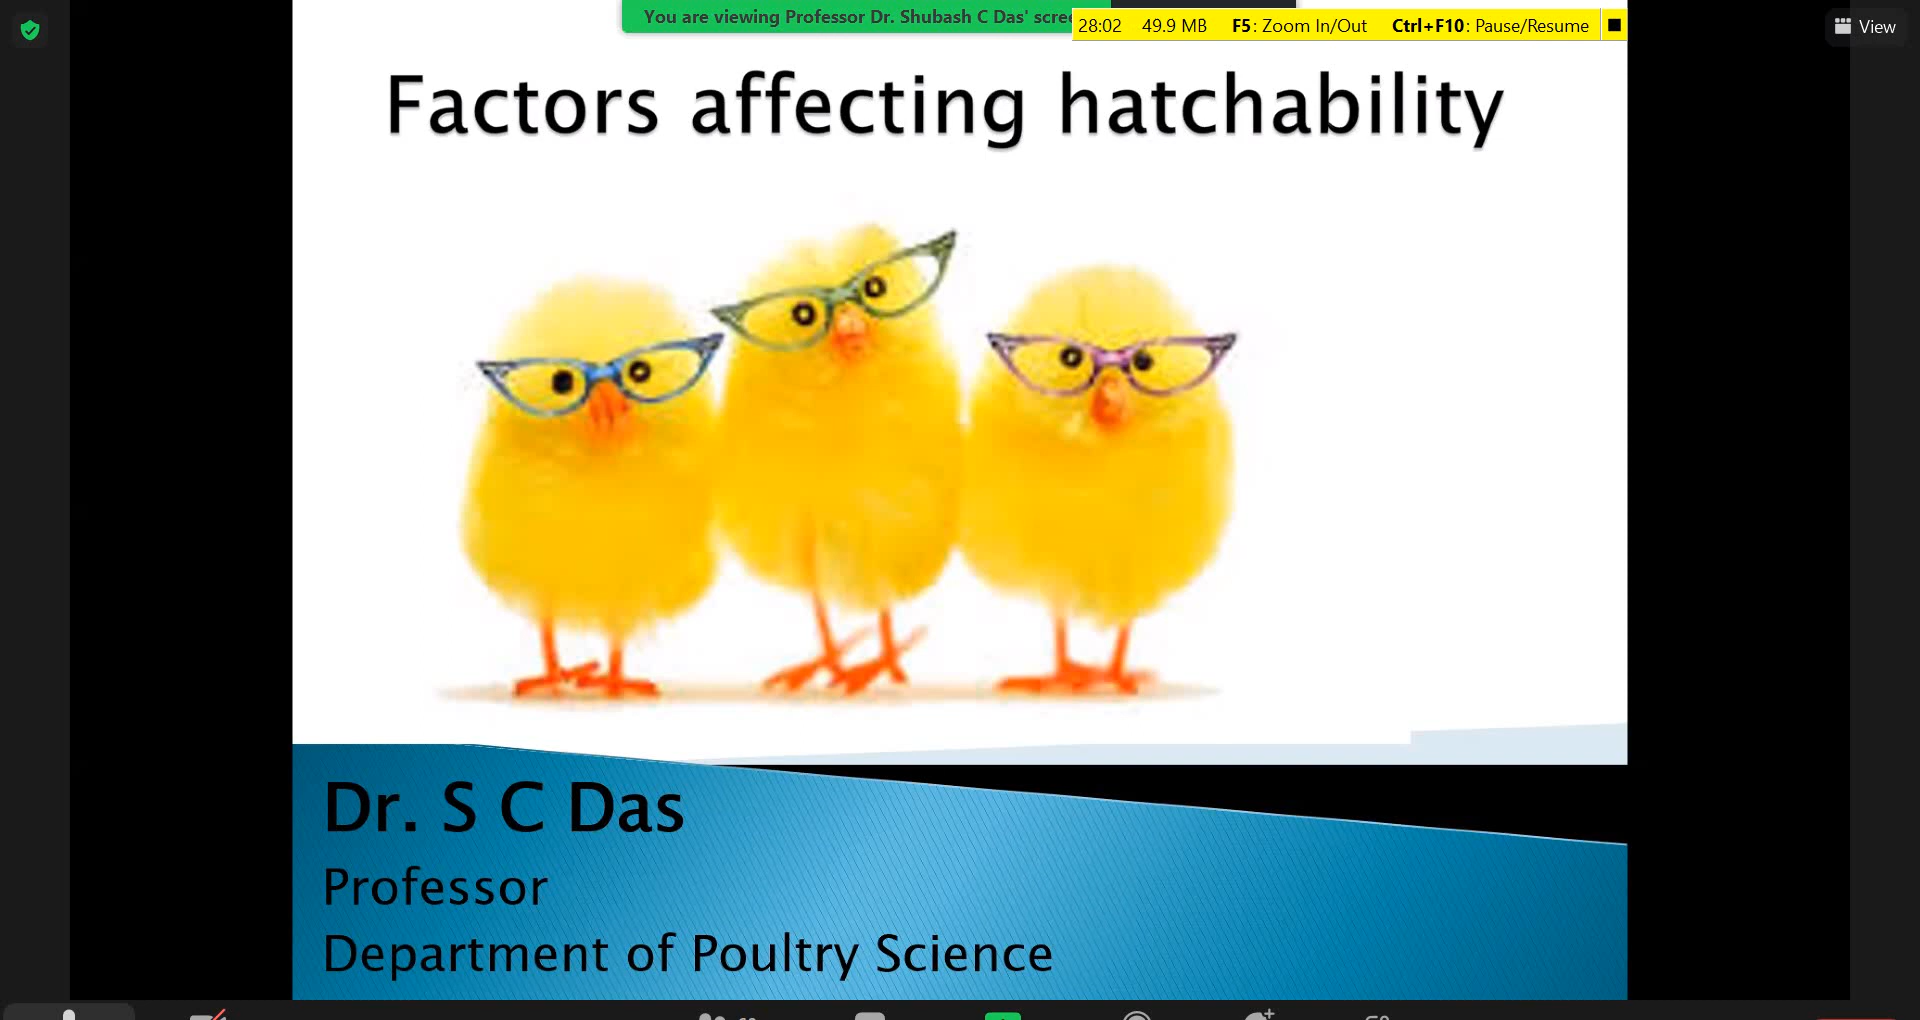 You are viewing Professor Dr. Shubash C Das' scre
28:02 49.9 MB F5: Zoom In/Out Ctrl+F10: Pause/Resume
View
Factors affecting hatchability
Dr. S C Das
Professor
Department of Poultry Science